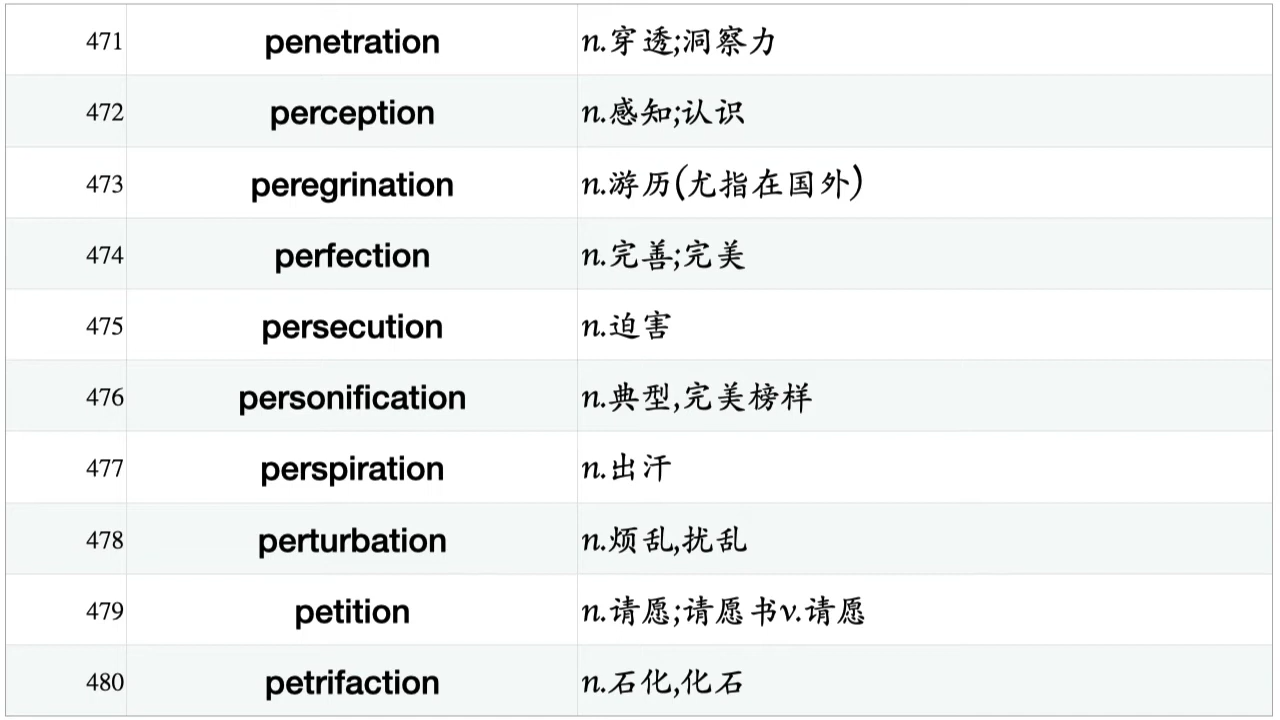 471 penetration n.穿透;洞察力
472 perception n.感知;认识
473 peregrination n.游历(尤指在国外)
474 perfection n.完善;完美
475 persecution n.迫害
476 personification n.典型,完美榜样
477 perspiration n.出汗
478 perturbation n.烦乱,扰乱
479 petition n.请愿;请愿书v.请愿
480 petrifaction n.石化,化石